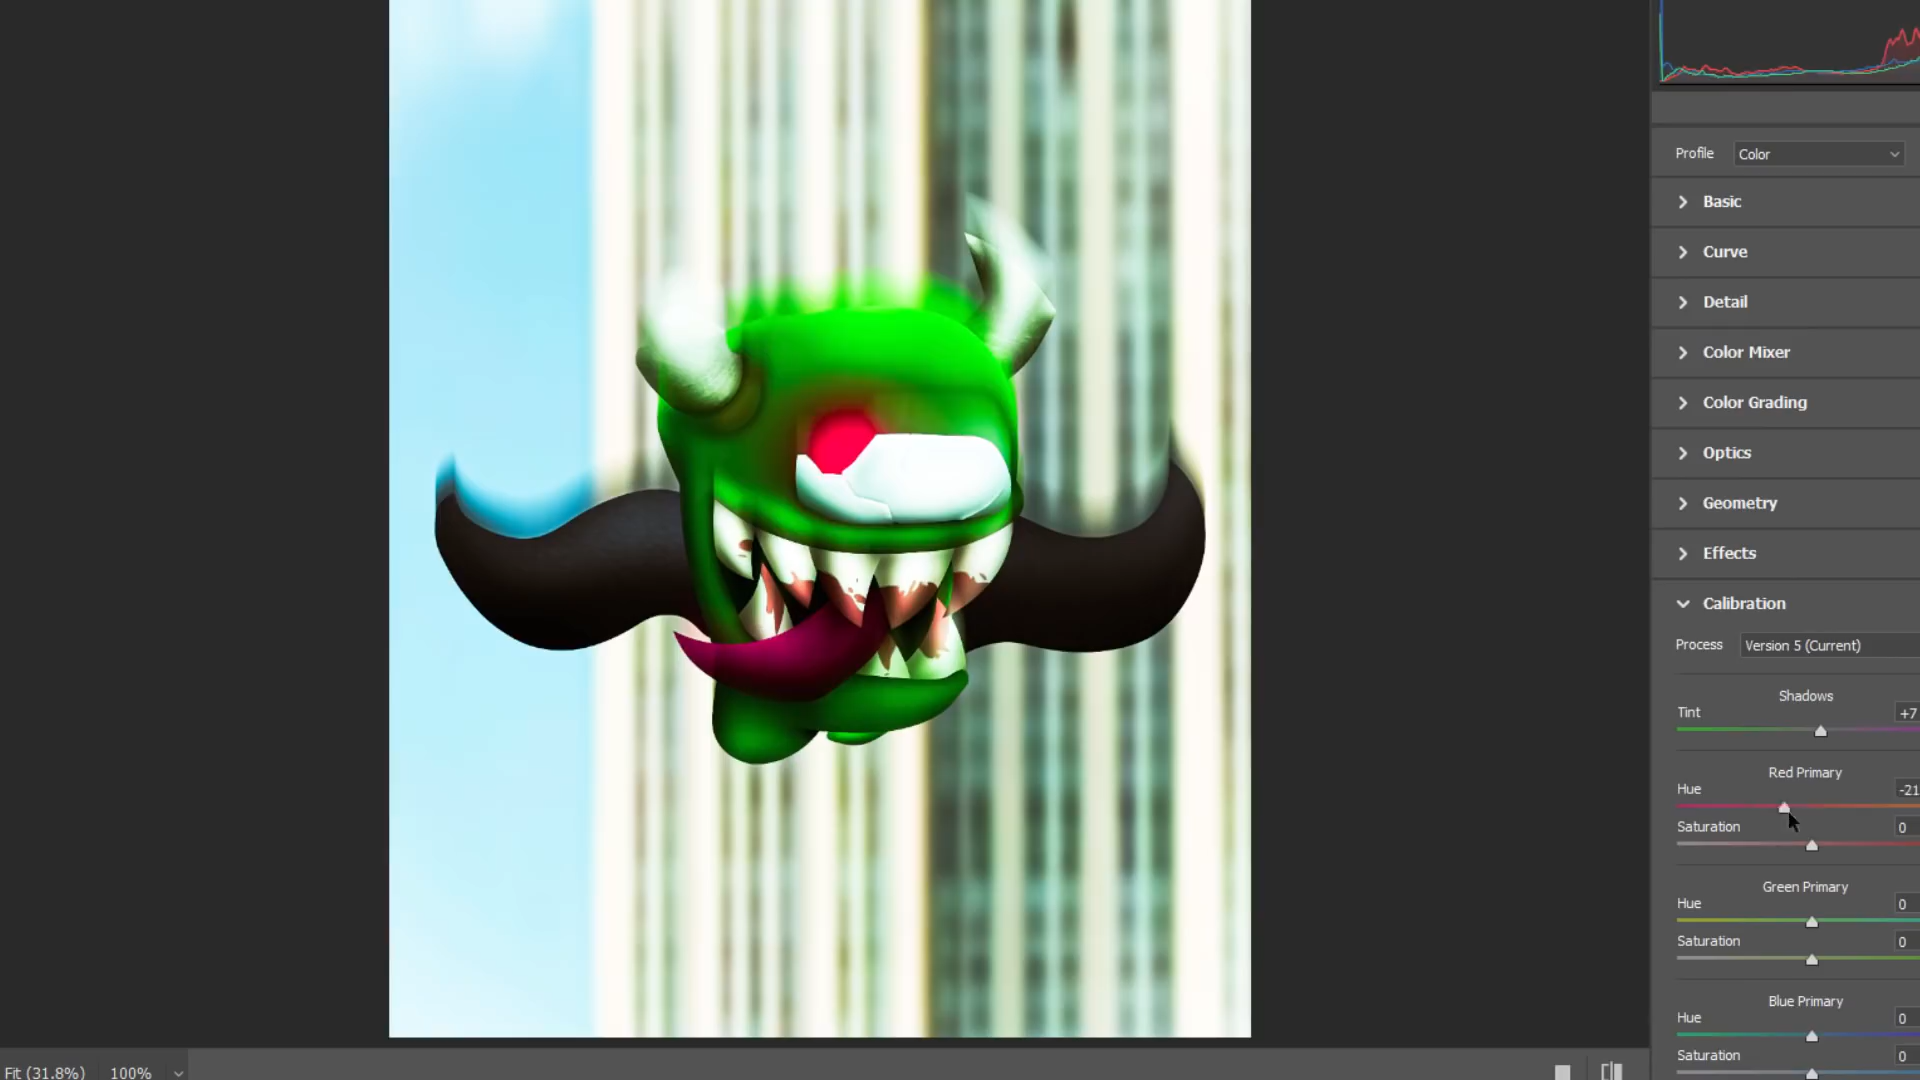 Profile Color
Basic
Curve
Detail
Color Mixer
Color Grading
Optics
Geometry
Effects
Calibration
Process Version 5 (Current)
Shadows
Tint +7
Red Primary
Hue -21
Saturation 0
Green Primary
Hue 0
Saturation 0
Blue Primary
Hue 0
Saturation 0
Fit (31.8%) 100%